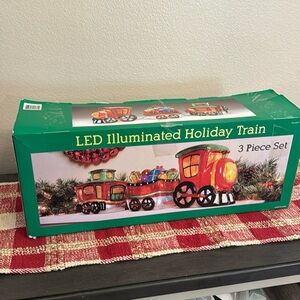 LED Illuminated Holiday Train
3 Piece Set